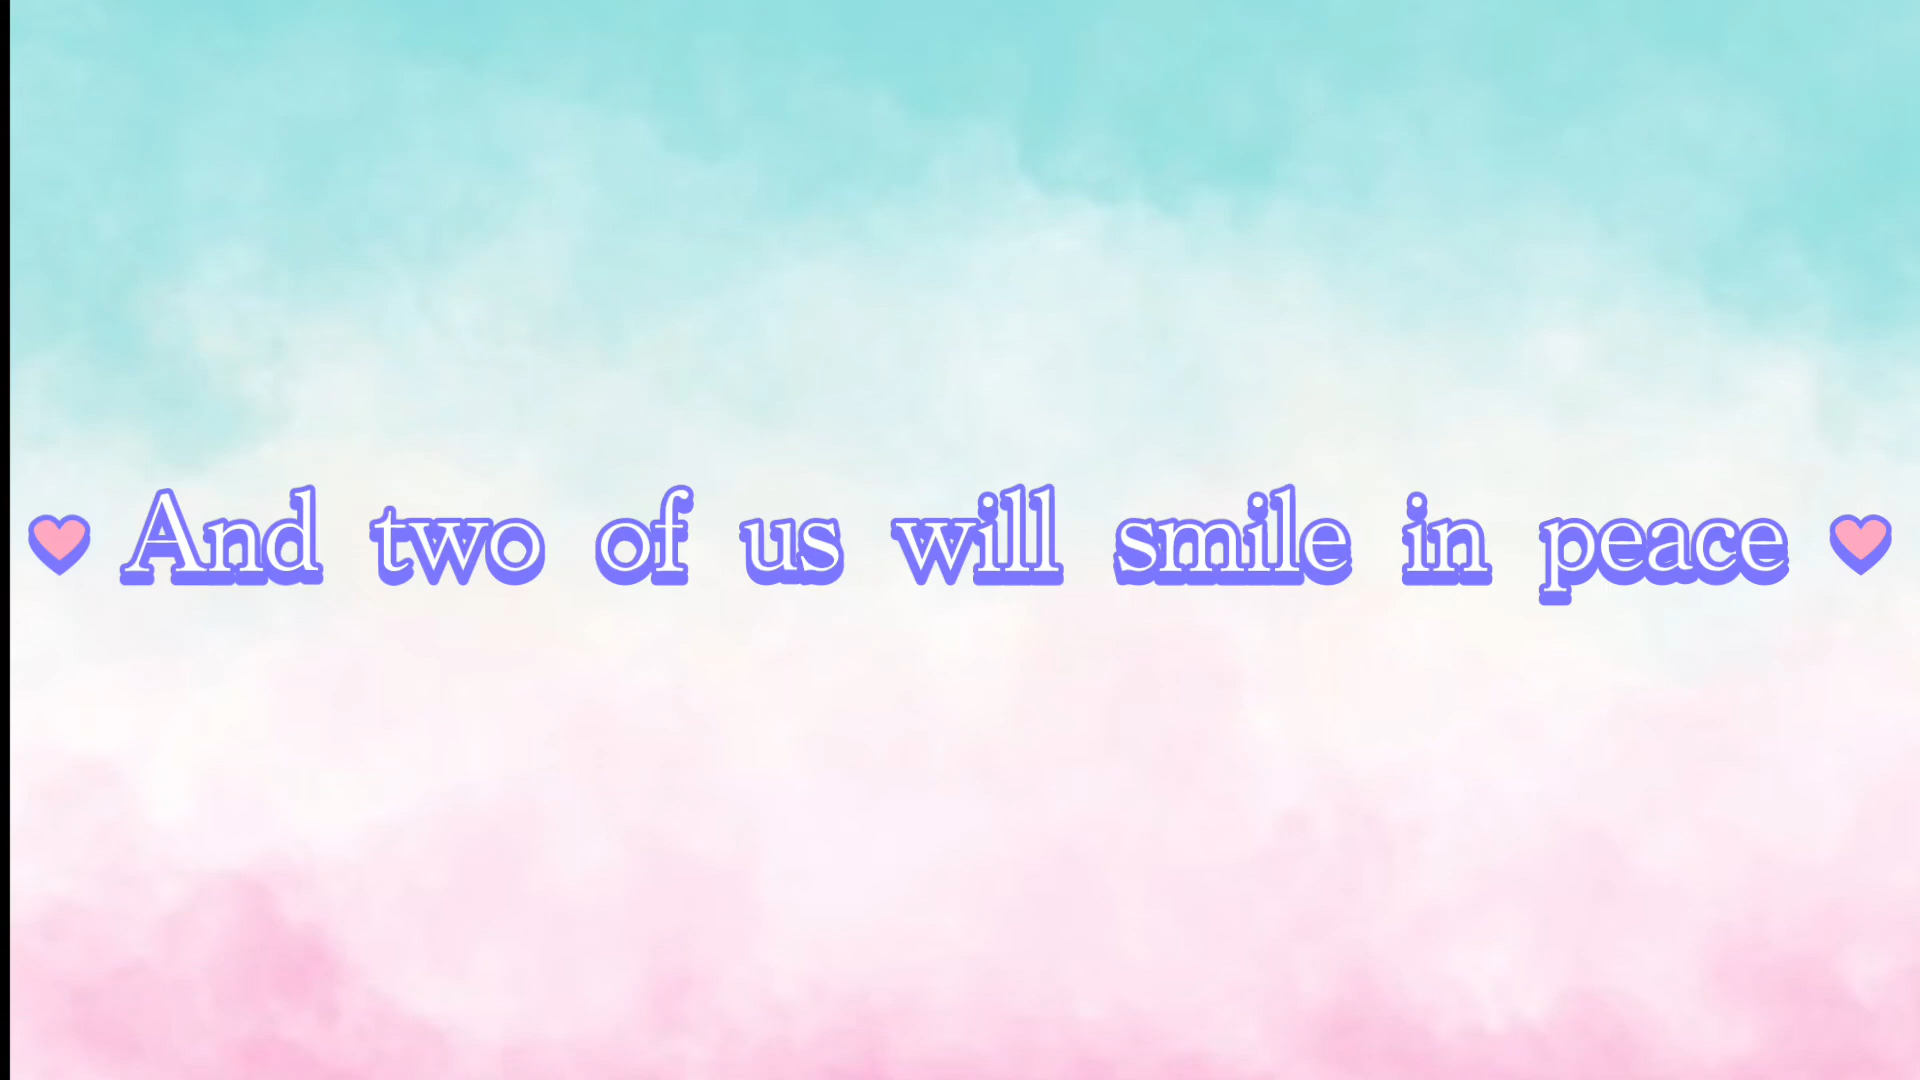 🩷 And two of us will smile in peace 🩷